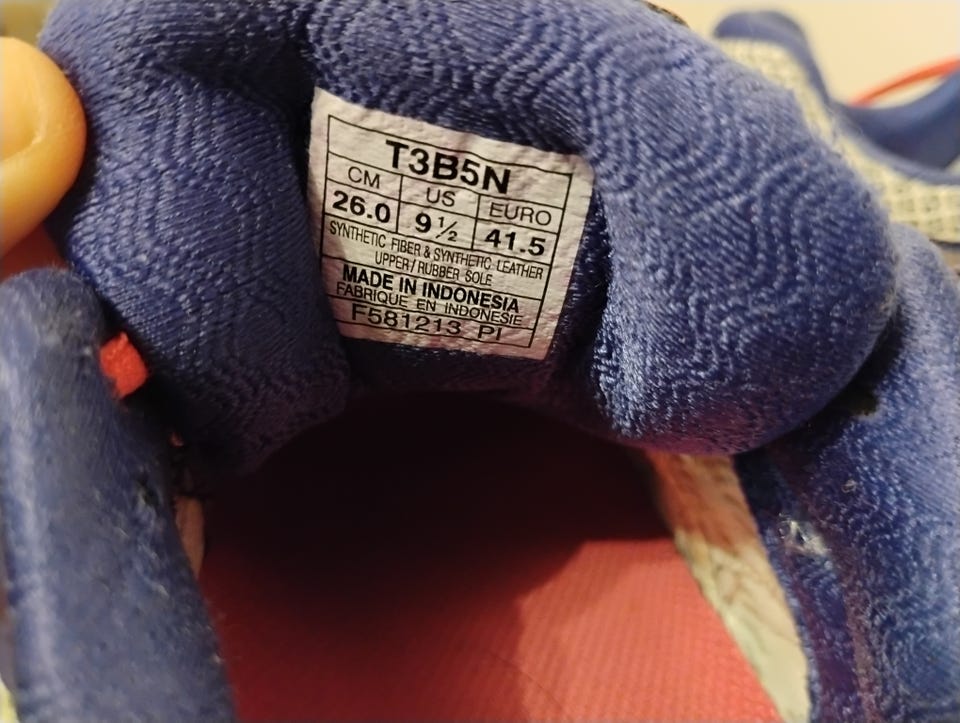 T3B5N
CM US EURO
26.0 9½ 41.5
SYNTHETIC FIBER & SYNTHETIC LEATHER
UPPER / RUBBER SOLE
MADE IN INDONESIA
FABRIQUE EN INDONESIE
F581213 PI